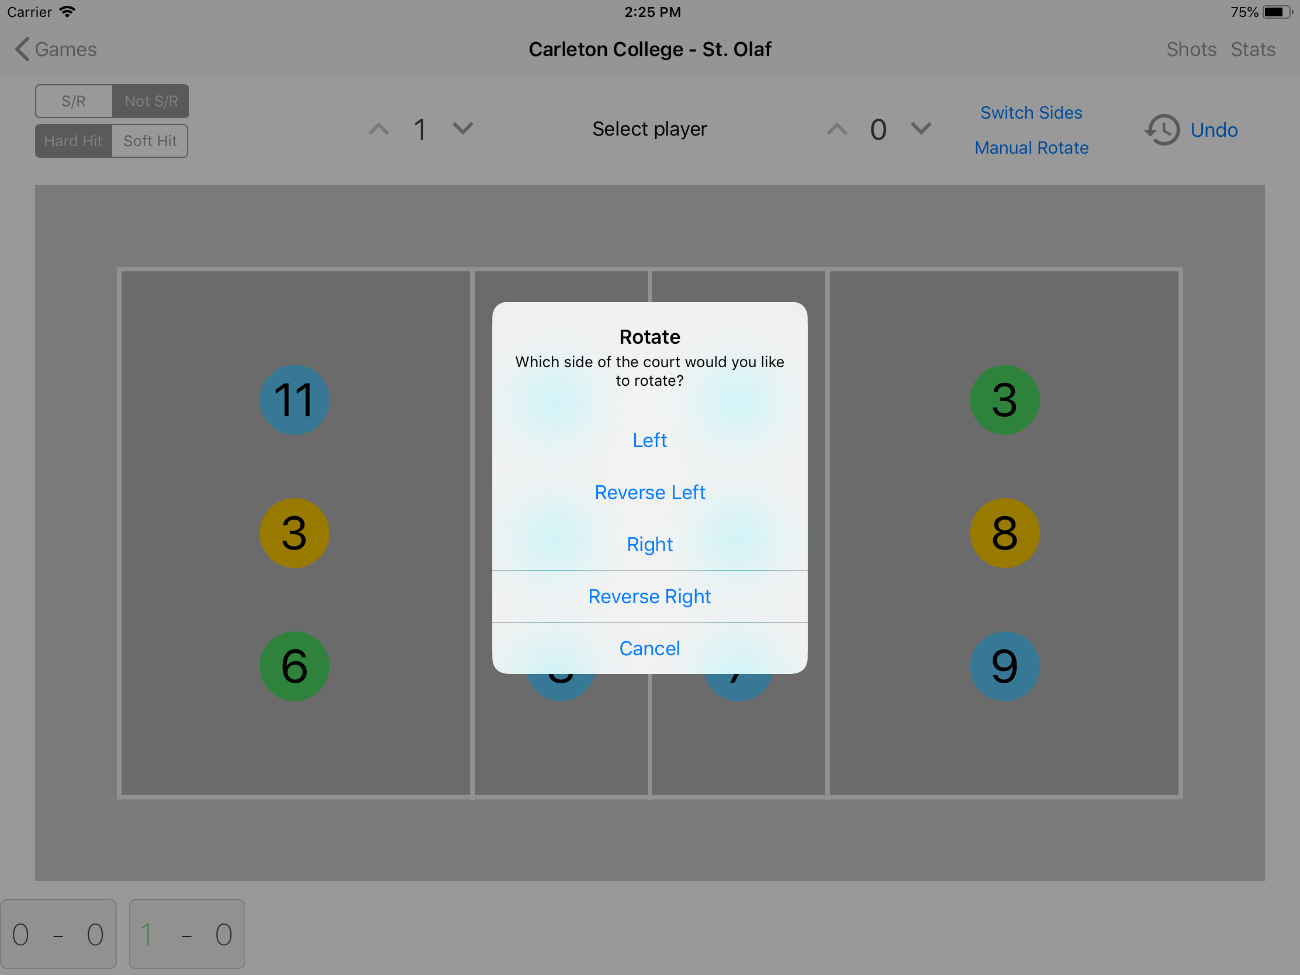 Carrier 2:25 PM 75%
Games Carleton College - St. Olaf Shots Stats
S/R Not S/R
Hard Hit Soft Hit
1 Select player 0
Switch Sides
Manual Rotate
Undo
Rotate
Which side of the court would you like
to rotate?
Left
Reverse Left
Right
Reverse Right
Cancel
11 3
3 8
6 9
0 - 0 1 - 0